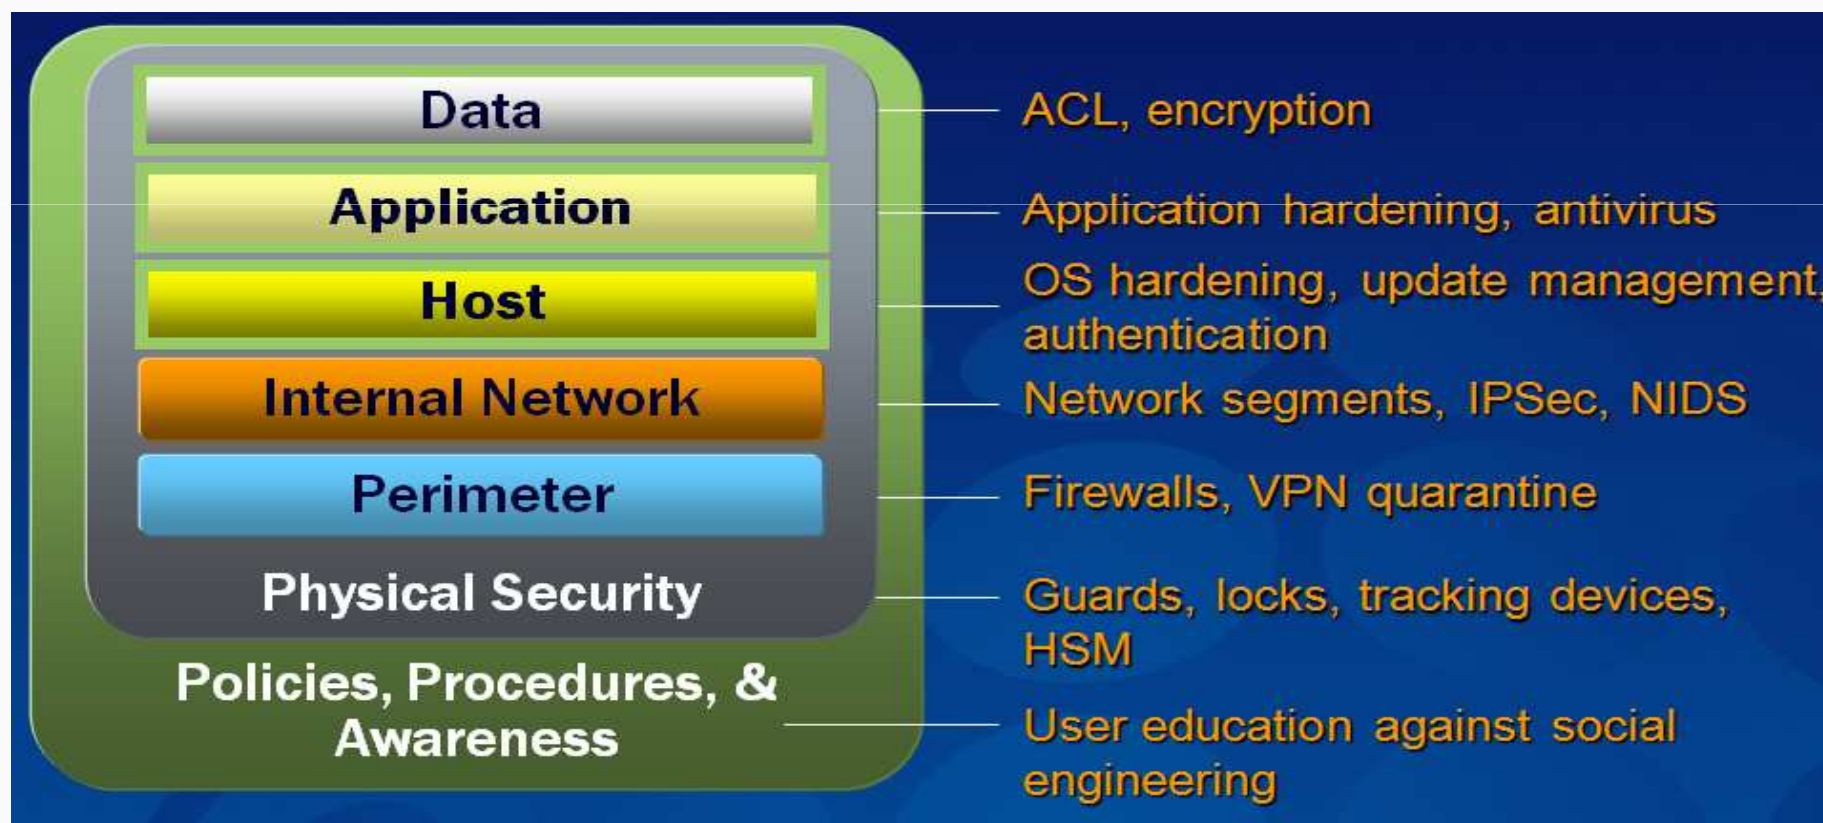 Data
ACL, encryption
Application
Application hardening, antivirus
Host
OS hardening, update management,
authentication
Internal Network
Network segments, IPSec, NIDS
Perimeter
Firewalls, VPN quarantine
Physical Security
Guards, locks, tracking devices,
HSM
Policies, Procedures, &
Awareness
User education against social
engineering